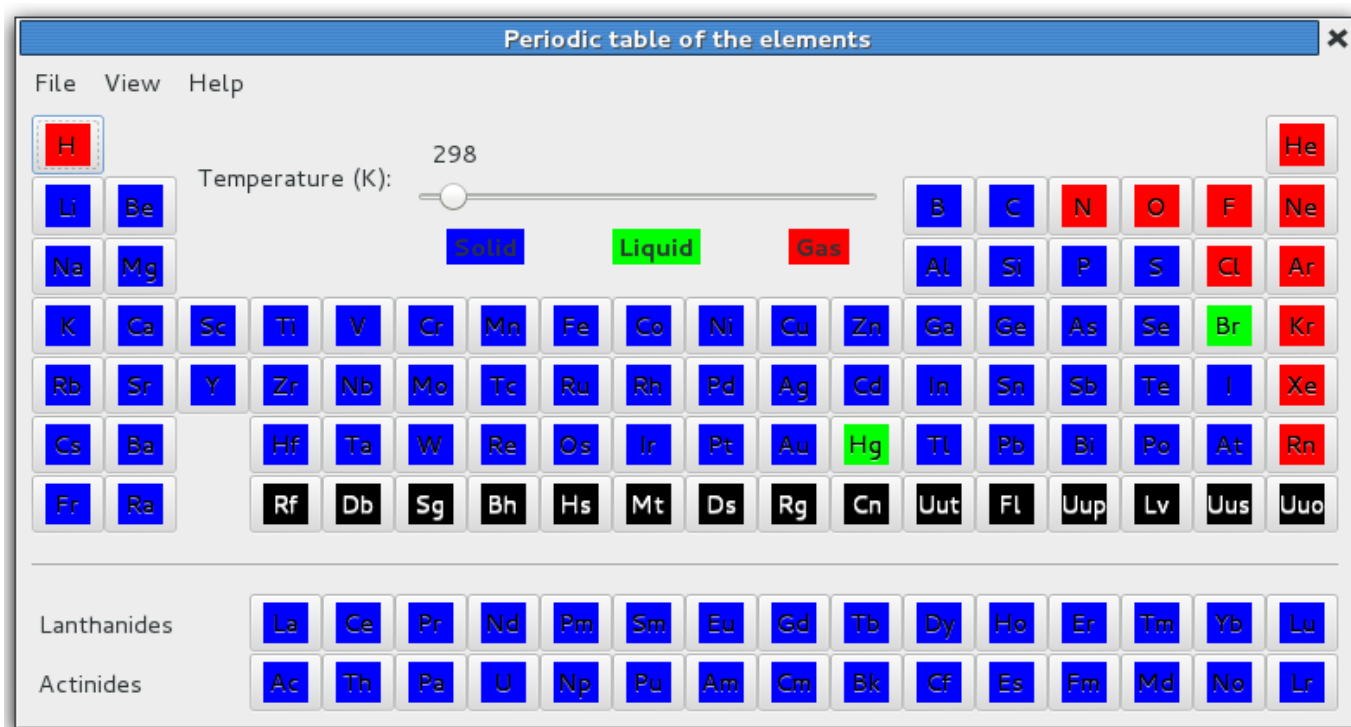 Periodic table of the elements
File View Help
H He
298
Temperature (K):
Li Be B C N O F Ne
Solid Liquid Gas
Na Mg Al Si P S Cl Ar
K Ca Sc Ti V Cr Mn Fe Co Ni Cu Zn Ga Ge As Se Br Kr
Rb Sr Y Zr Nb Mo Tc Ru Rh Pd Ag Cd In Sn Sb Te I Xe
Cs Ba Hf Ta W Re Os Ir Pt Au Hg Tl Pb Bi Po At Rn
Fr Ra Rf Db Sg Bh Hs Mt Ds Rg Cn Uut Fl Uup Lv Uus Uuo
Lanthanides La Ce Pr Nd Pm Sm Eu Gd Tb Dy Ho Er Tm Yb Lu
Actinides Ac Th Pa U Np Pu Am Cm Bk Cf Es Fm Md No Lr